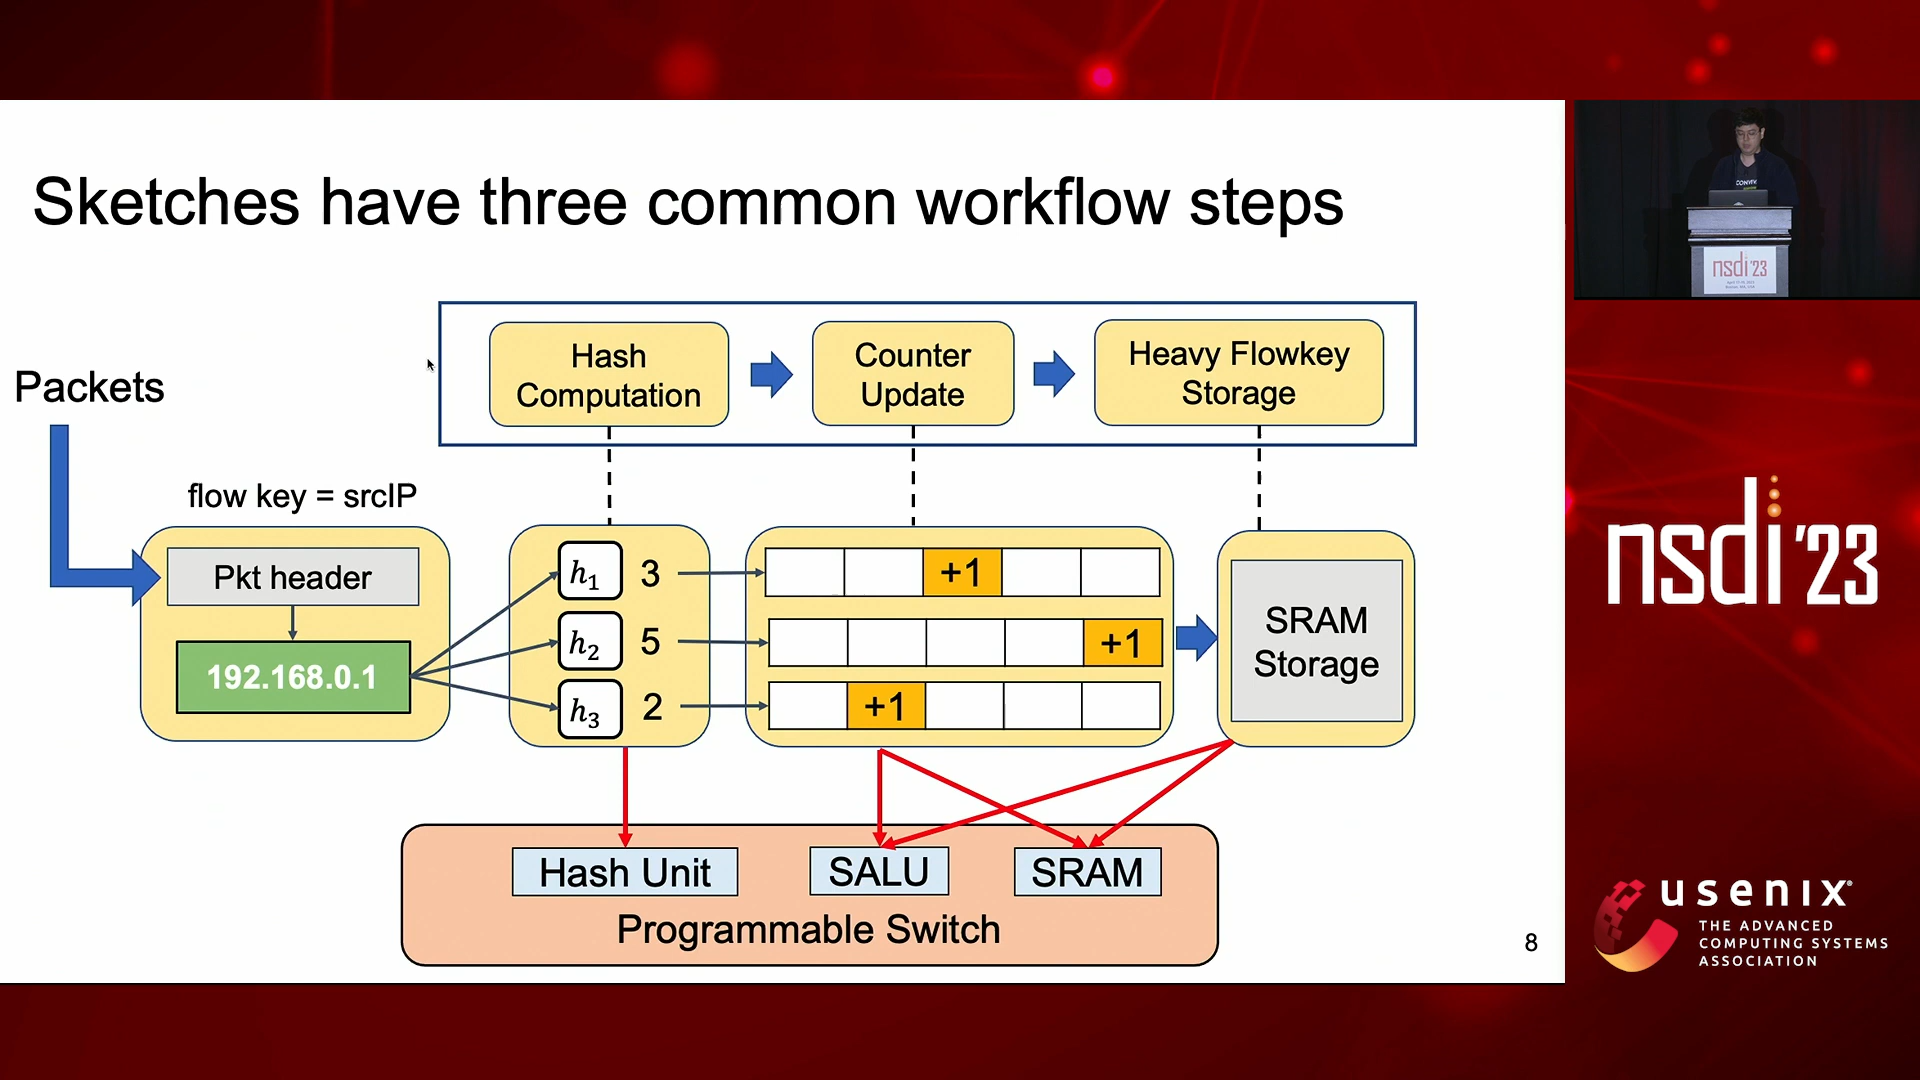 Sketches have three common workflow steps
Packets
Hash
Computation
Counter
Update
Heavy Flowkey
Storage
flow key = srcIP
Pkt header
192.168.0.1
h₁ 3
h₂ 5
h₃ 2
+1
+1
+1
SRAM
Storage
Hash Unit
SALU
SRAM
Programmable Switch
8
nsdi '23
nsdi '23
usenix
THE ADVANCED
COMPUTING SYSTEMS
ASSOCIATION